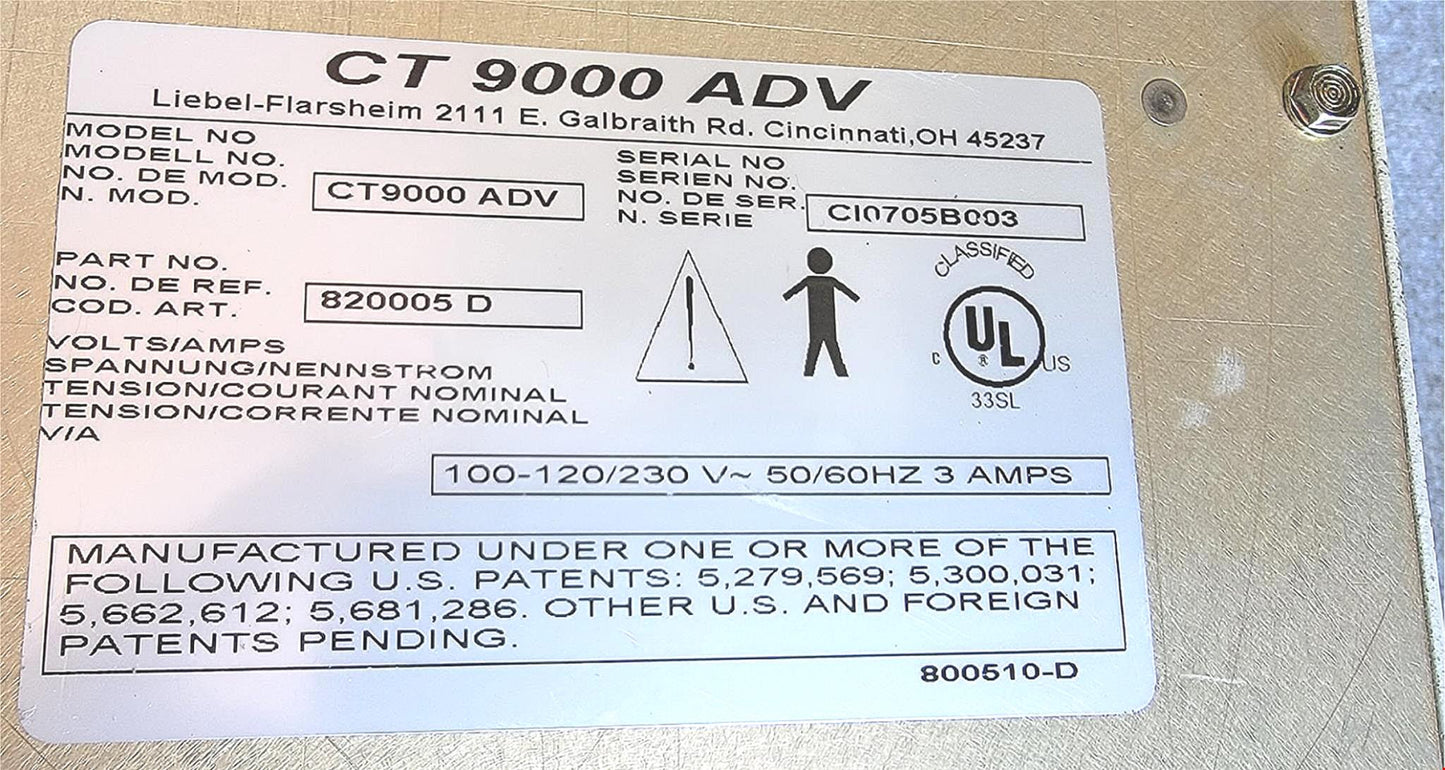 CT 9000 ADV
Liebel-Flarsheim 2111 E. Galbraith Rd. Cincinnati,OH 45237
MODEL NO
MODELL NO.
NO. DE MOD.
N. MOD.
CT9000 ADV
SERIAL NO
SERIEN NO.
NO. DE SER.
N. SERIE
CI0705B003
PART NO.
NO. DE REF.
COD. ART.
820005 D
CLASSIFIED
UL
C
US
33SL
VOLTS/AMPS
SPANNUNG/NENNSTROM
TENSION/COURANT NOMINAL
TENSION/CORRENTE NOMINAL
V/A
100-120/230 V~ 50/60HZ 3 AMPS
MANUFACTURED UNDER ONE OR MORE OF THE
FOLLOWING U.S. PATENTS: 5,279,569; 5,300,031;
5,662,612; 5,681,286. OTHER U.S. AND FOREIGN
PATENTS PENDING.
800510-D